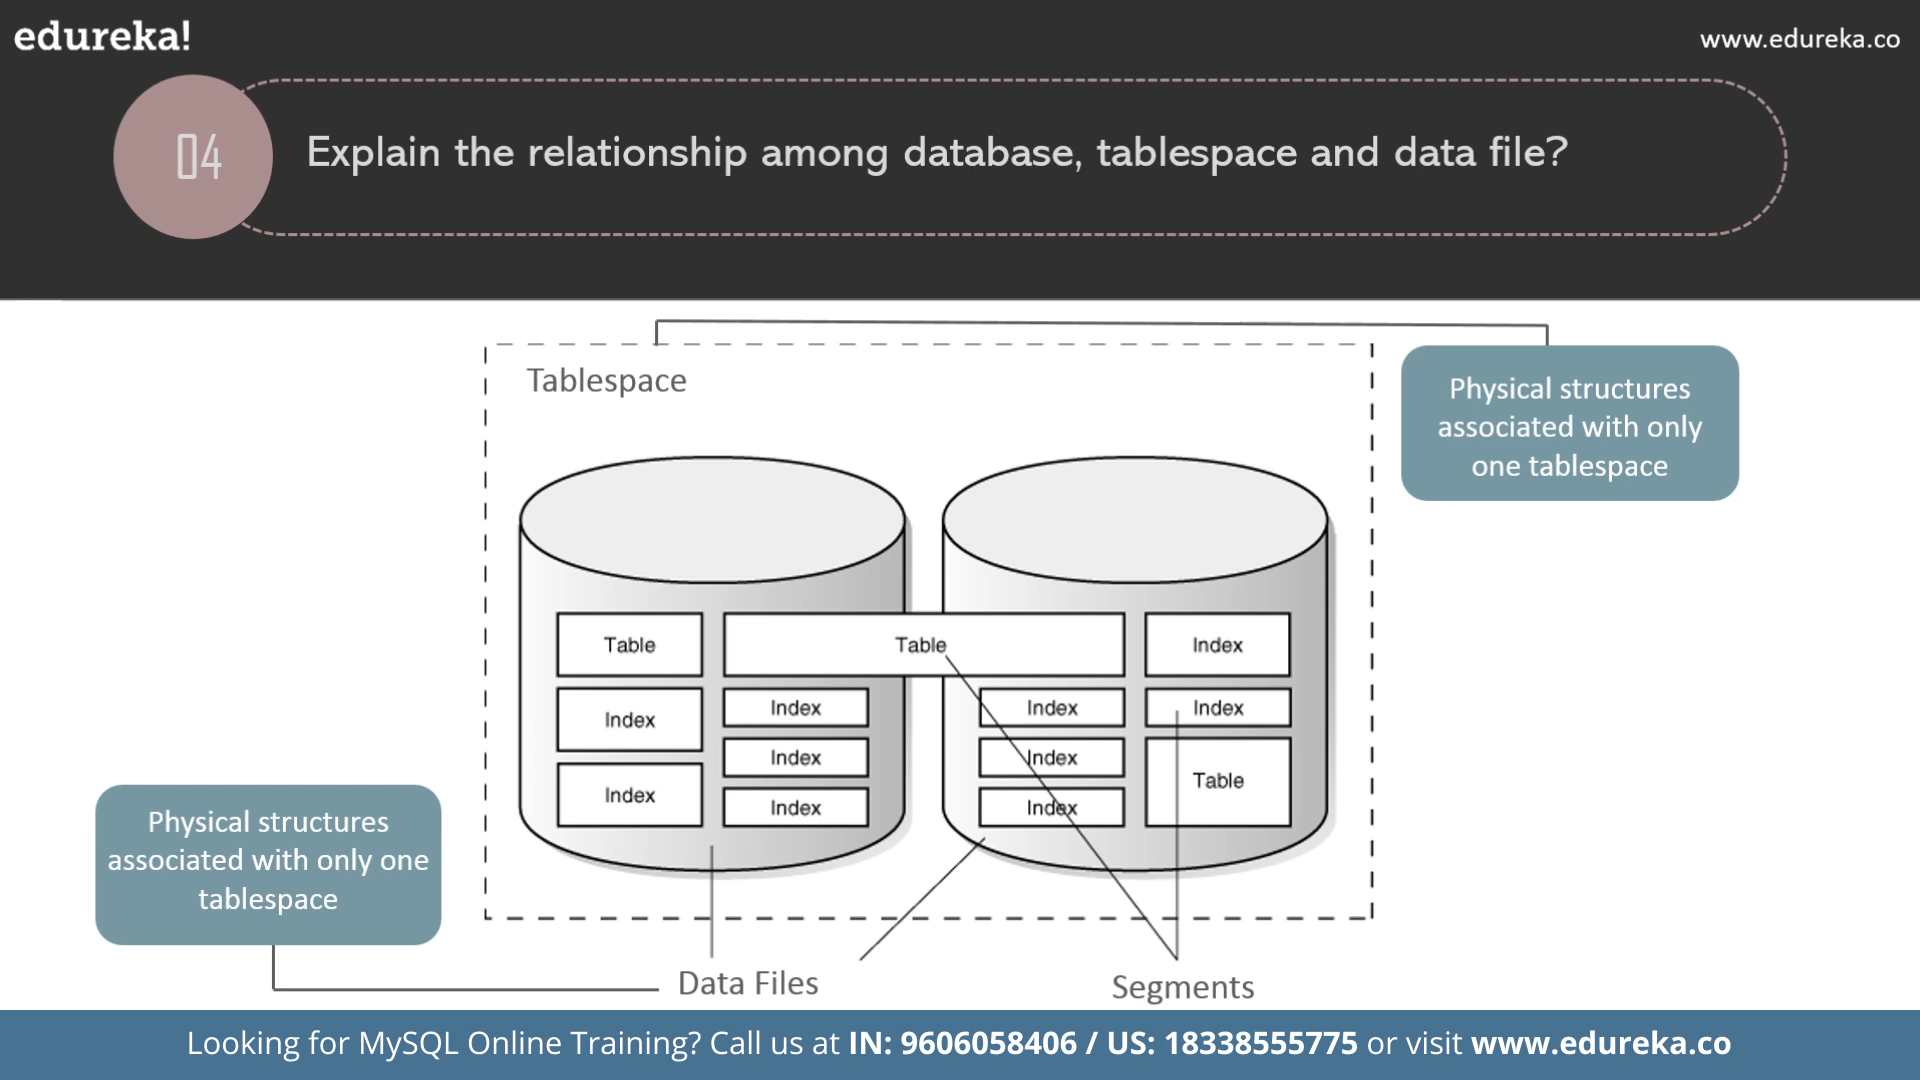 edureka!
www.edureka.co
04
Explain the relationship among database, tablespace and data file?
Tablespace
Physical structures
associated with only
one tablespace
Table
Table
Index
Index
Index
Index
Index
Index
Index
Index
Table
Index
Index
Index
Physical structures
associated with only one
tablespace
Data Files
Segments
Looking for MySQL Online Training? Call us at IN: 9606058406 / US: 18338555775 or visit www.edureka.co